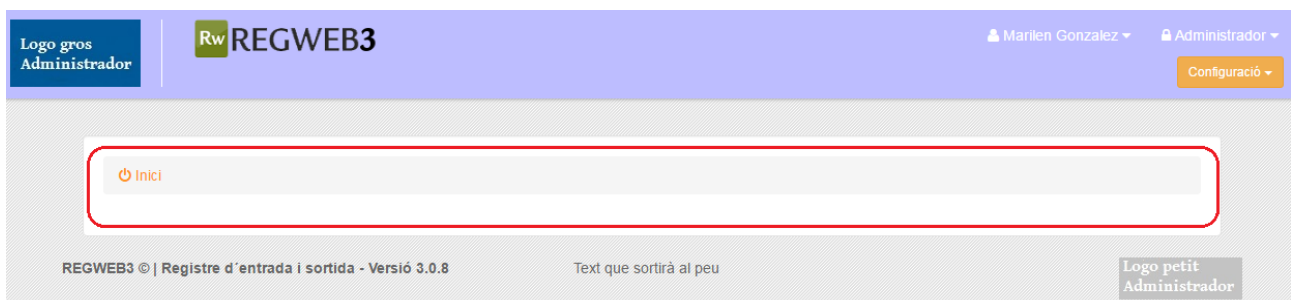 Logo gros
Administrador
Rw REGWEB3
Marilen Gonzalez
Administrador
Configuració
Inici
REGWEB3 © | Registre d´entrada i sortida - Versió 3.0.8
Text que sortirà al peu
Logo petit
Administrador